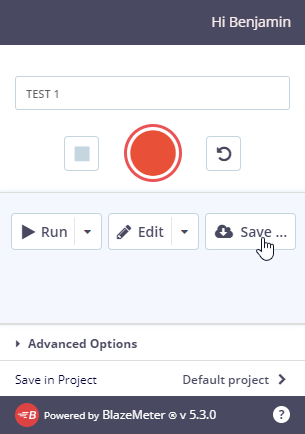 Hi Benjamin
TEST 1
Run Edit Save ...
Advanced Options
Save in Project Default project
B Powered by BlazeMeter ® v 5.3.0 ?